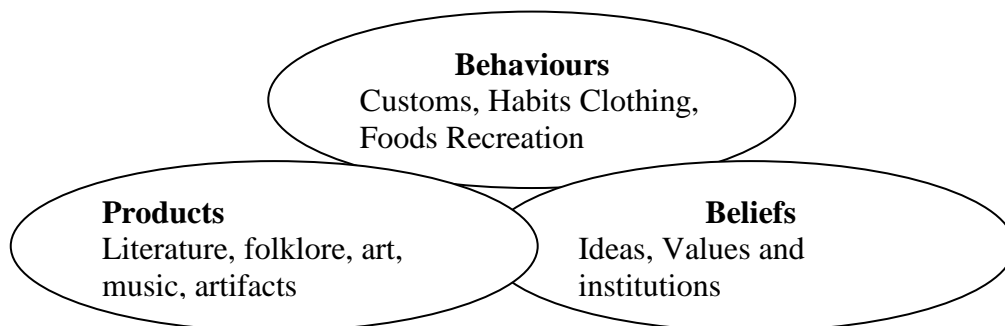 Behaviours
Customs, Habits Clothing,
Foods Recreation
Products
Literature, folklore, art,
music, artifacts
Beliefs
Ideas, Values and
institutions